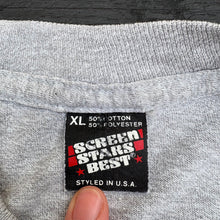 XL 50% COTTON
50% POLYESTER
SCREEN
STARS
BEST
STYLED IN U.S.A.